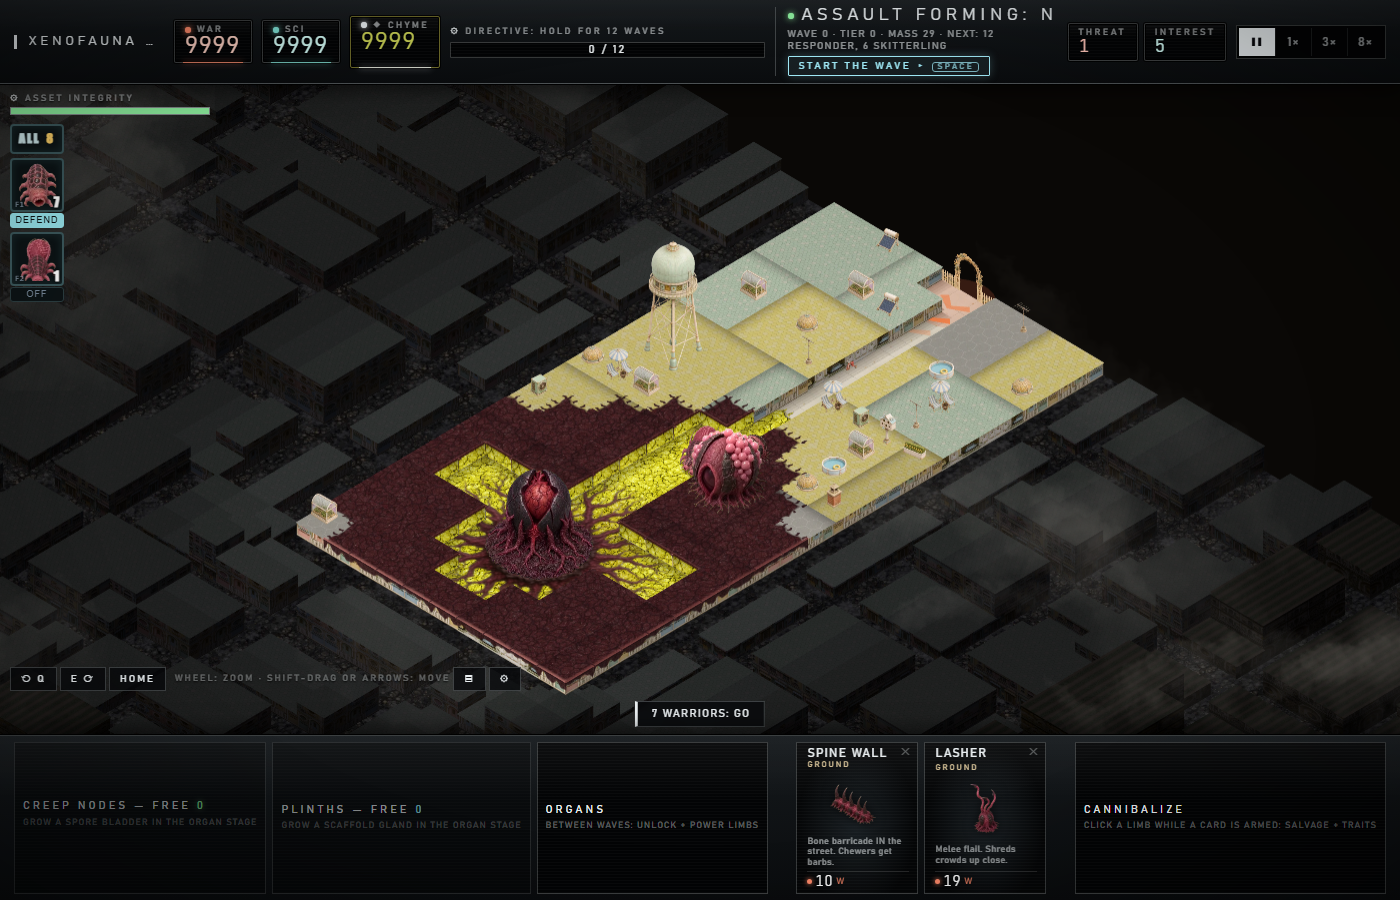 XENOFAUNA …
WAR
9999
SCI
9999
CHYME
9999
DIRECTIVE: HOLD FOR 12 WAVES
0 / 12
ASSAULT FORMING: N
WAVE 0 · TIER 0 · MASS 29 · NEXT: 12
RESPONDER, 6 SKITTERLING
START THE WAVE ▸ SPACE
THREAT
1
INTEREST
5
1×
3×
8×
ASSET INTEGRITY
ALL 8
F1
7
DEFEND
F2
1
OFF
Q
E
HOME
WHEEL: ZOOM · SHIFT-DRAG OR ARROWS: MOVE
7 WARRIORS: GO
CREEP NODES — FREE 0
GROW A SPORE BLADDER IN THE ORGAN STAGE
PLINTHS — FREE 0
GROW A SCAFFOLD GLAND IN THE ORGAN STAGE
ORGANS
BETWEEN WAVES: UNLOCK + POWER LIMBS
SPINE WALL ×
GROUND
Bone barricade IN the
street. Chewers get
barbs.
10 W
LASHER ×
GROUND
Melee flail. Shreds
crowds up close.
19 W
CANNIBALIZE
CLICK A LIMB WHILE A CARD IS ARMED: SALVAGE + TRAITS